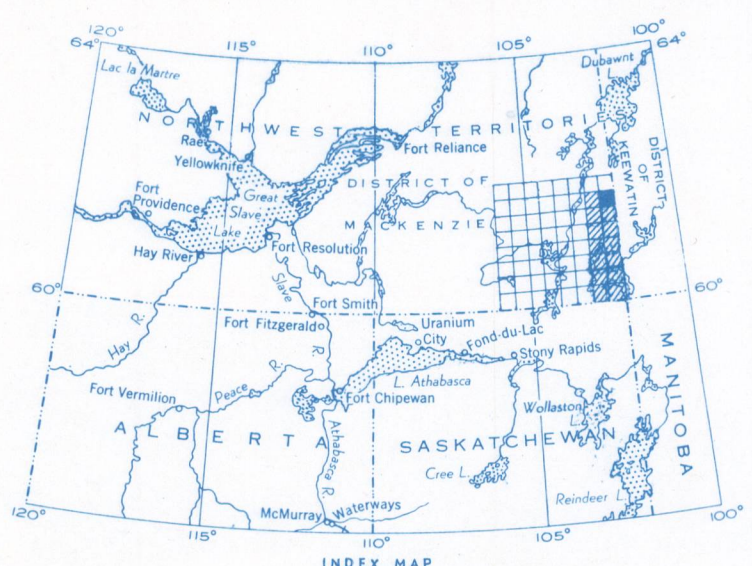 120°
115°
110°
105°
100°
64°
64°
Lac la Martre
Dubawnt
L.
NORTHWEST TERRITORI
Rae
Yellowknife
Fort Reliance
DISTRICT
OF
KEEWATIN
Fort
Providence
Great
Slave
Lake
DISTRICT OF
MACKENZIE
Hay River
Fort Resolution
Slave
R.
60°
60°
Fort Smith
Hay R.
Fort Fitzgerald
Uranium
City
Fond-du-Lac
Stony Rapids
MANITOBA
Fort Vermilion
Peace R.
L. Athabasca
Fort Chipewan
Wollaston
L.
ALBERTA
Athabasca R.
SASKATCHEWAN
Cree L.
Reindeer L.
McMurray
Waterways
120°
115°
110°
105°
100°
INDEX MAP